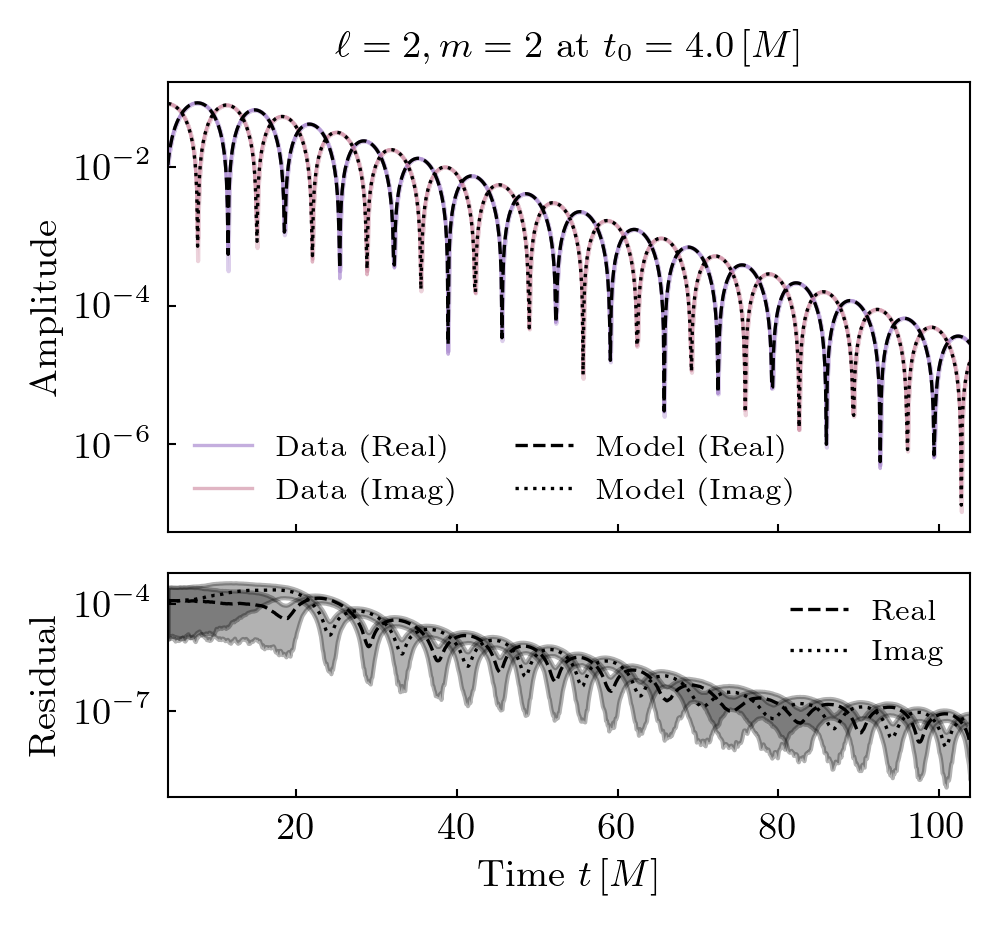 ℓ = 2, m = 2 at t₀ = 4.0 [M]
Amplitude
10⁻²
10⁻⁴
10⁻⁶
Data (Real)
Data (Imag)
Model (Real)
Model (Imag)
Residual
10⁻⁴
10⁻⁷
Real
Imag
20 40 60 80 100
Time t [M]